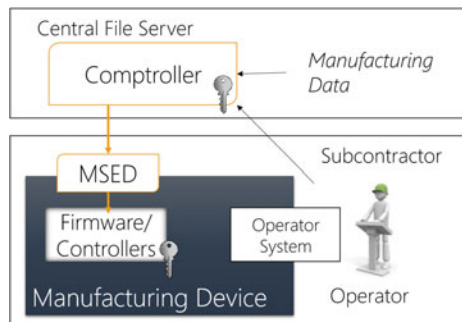 Central File Server
Comptroller
Manufacturing
Data
Subcontractor
MSED
Firmware/
Controllers
Operator
System
Manufacturing Device
Operator